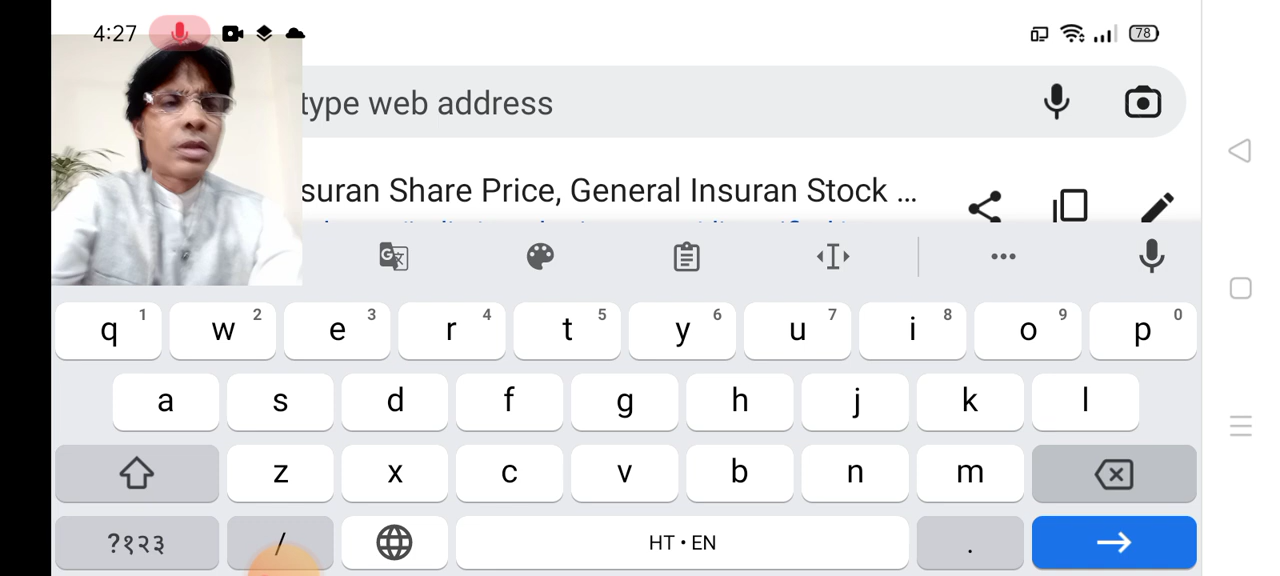 4:27
78
type web address
suran Share Price, General Insuran Stock ...
q 1 w 2 e 3 r 4 t 5 y 6 u 7 i 8 o 9 p 0
a s d f g h j k l
z x c v b n m
?१२३ / HT • EN .